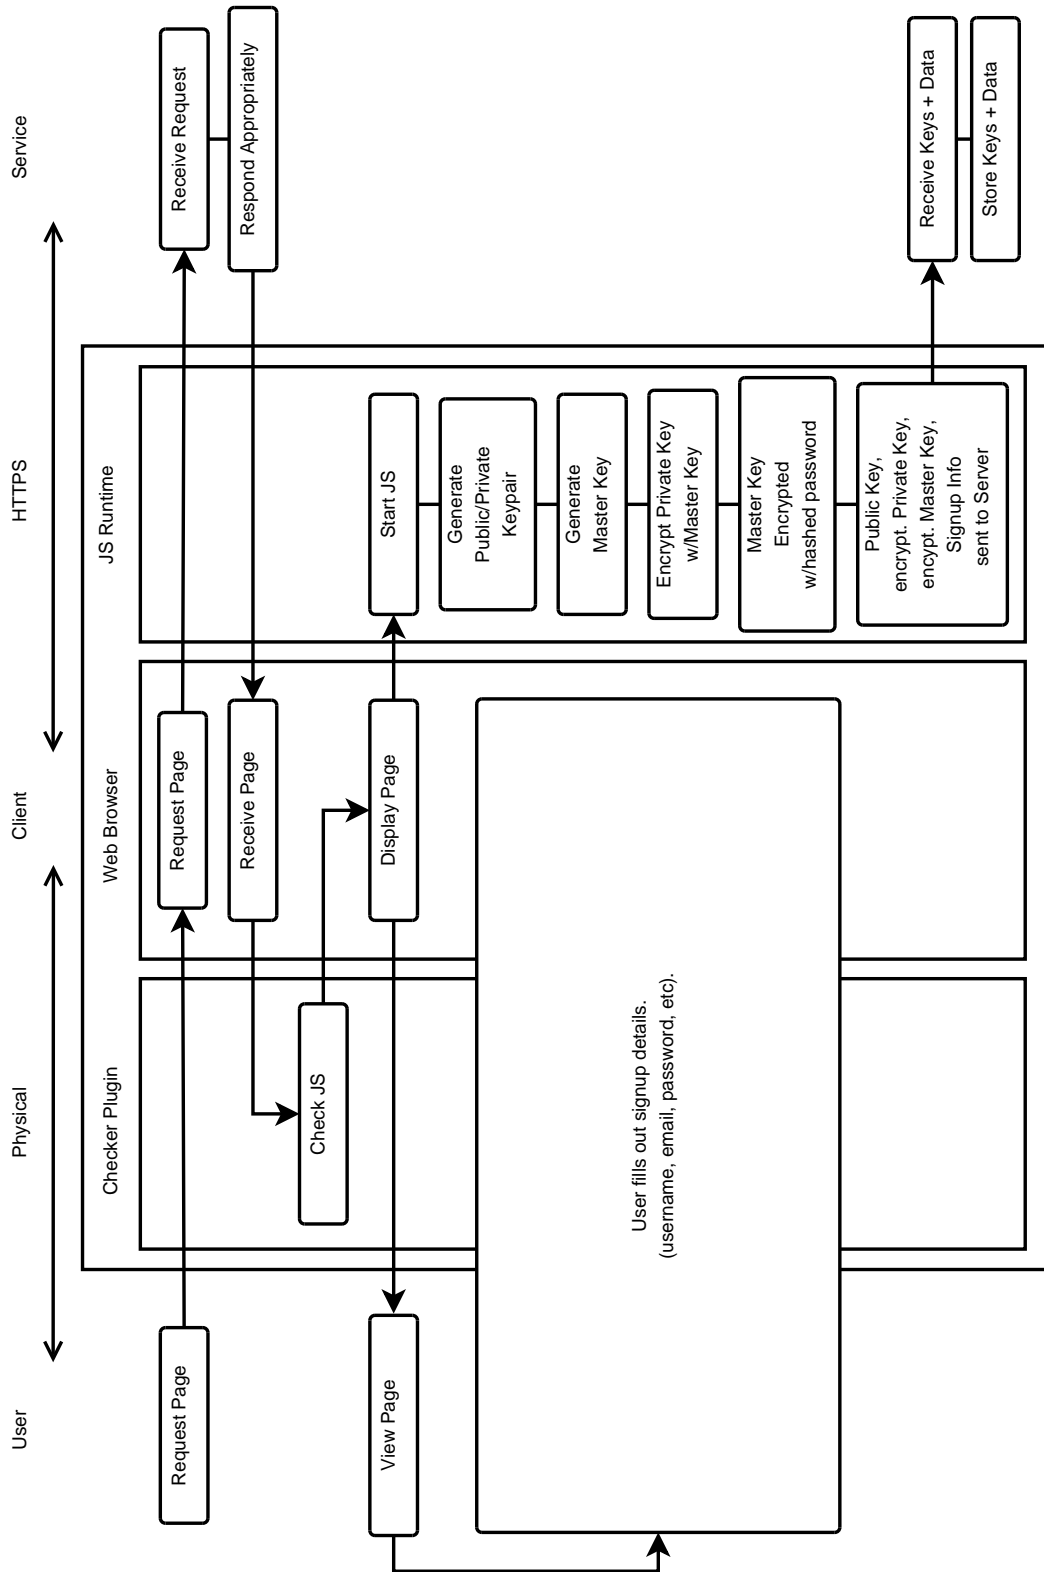 User
Physical
Client
HTTPS
Service
Checker Plugin
Web Browser
JS Runtime
Request Page
Request Page
Receive Request
Receive Page
Respond Appropriately
Check JS
View Page
Display Page
Start JS
Generate
Public/Private
Keypair
Generate
Master Key
Encrypt Private Key
w/Master Key
User fills out signup details.
(username, email, password, etc).
Master Key
Encrypted
w/hashed password
Public Key,
encrypt. Private Key,
encypt. Master Key,
Signup Info
sent to Server
Receive Keys + Data
Store Keys + Data